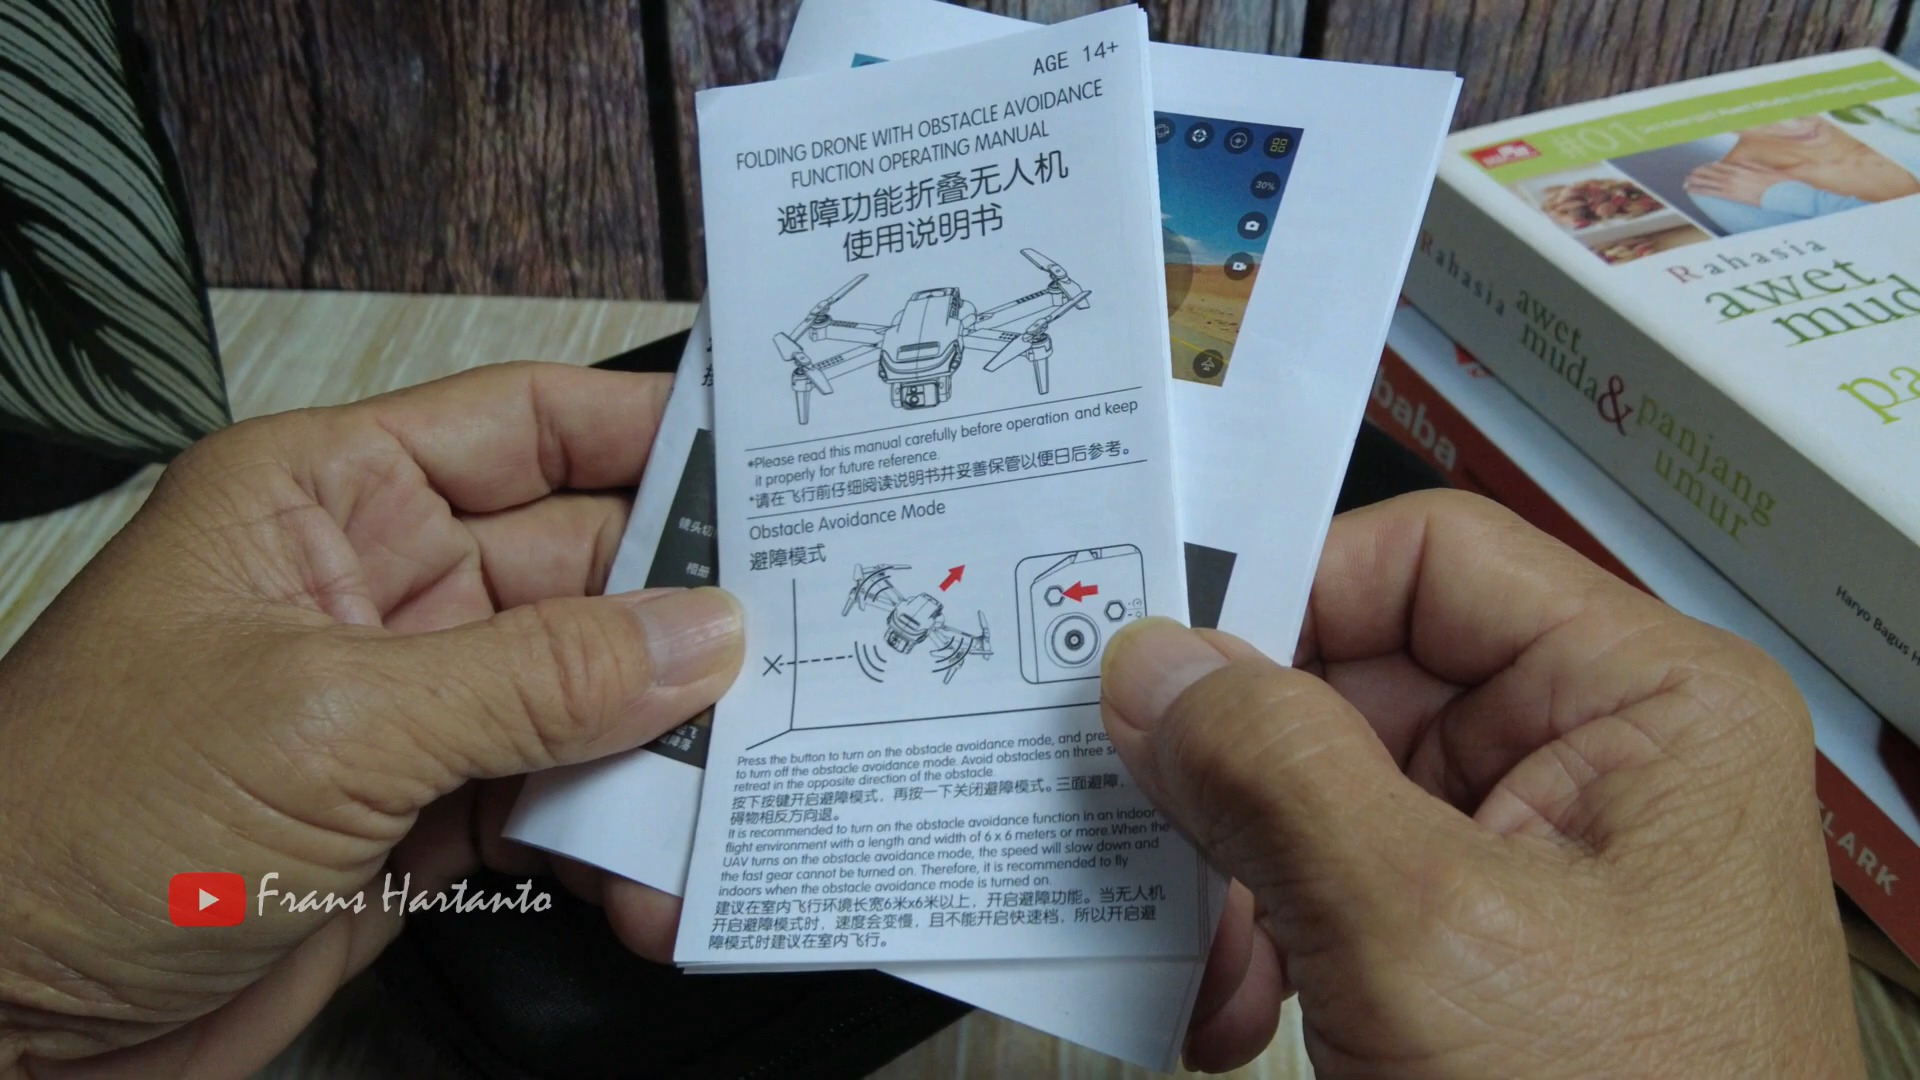 AGE 14+
FOLDING DRONE WITH OBSTACLE AVOIDANCE
FUNCTION OPERATING MANUAL
避障功能折叠无人机
使用说明书
*Please read this manual carefully before operation and keep
it properly for future reference.
*请在飞行前仔细阅读说明书并妥善保管以便日后参考。
Obstacle Avoidance Mode
避障模式
Press the button to turn on the obstacle avoidance mode, and
to turn off the obstacle avoidance mode. Avoid obstacles on three
retreat in the opposite direction of the obstacle.
按下按键开启避障模式，再按一下关闭避障模式。三面避障，
碍物相反方向退。
It is recommended to turn on the obstacle avoidance function in an indoor
flight environment with a length and width of 6 x 6 meters or more.When the
UAV turns on the obstacle avoidance mode, the speed will slow down and
the fast gear cannot be turned on. Therefore, it is recommended to fly
indoors when the obstacle avoidance mode is turned on.
建议在室内飞行环境长宽6米x6米以上，开启避障功能。当无人机
开启避障模式时，速度会变慢，且不能开启快速档，所以开启避
障模式时建议在室内飞行。
30%
镜头切
相册
#01
Rahasia
awet
Rahasia
awet
muda&
panjang
umur
Haryo Bagus
baba
CLARK
Frans Hartanto